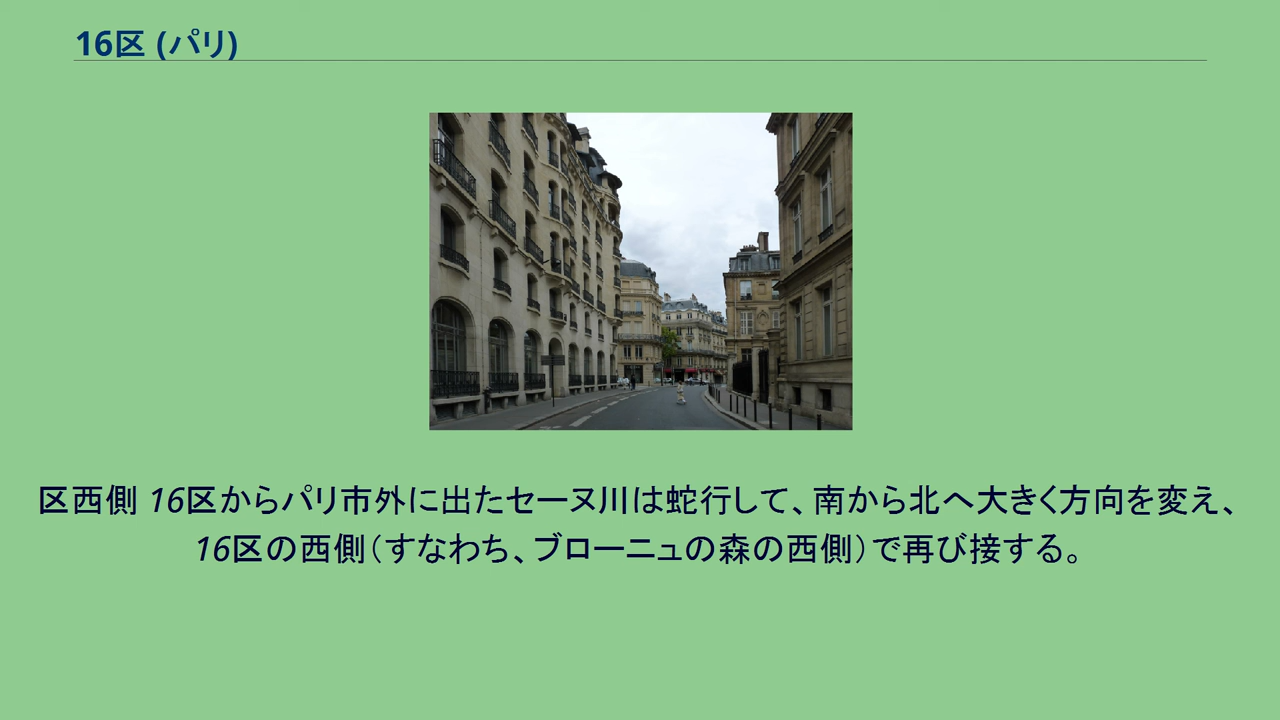 16区 (パリ)
区西側 16区からパリ市外に出たセーヌ川は蛇行して、南から北へ大きく方向を変え、
16区の西側（すなわち、ブローニュの森の西側）で再び接する。